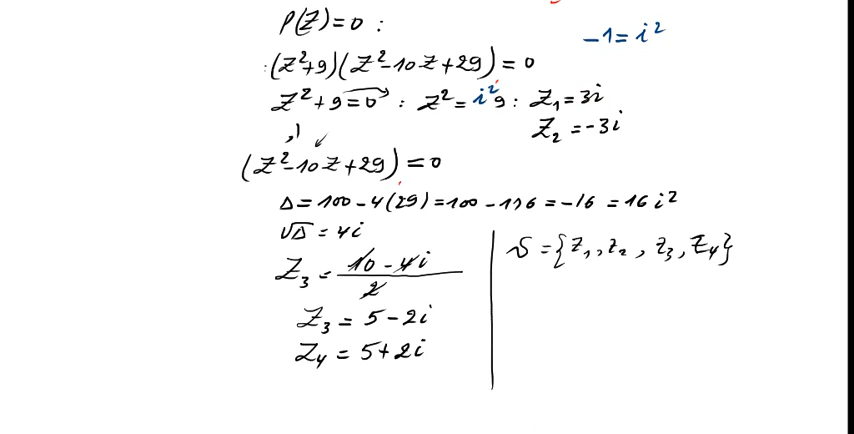 P(Z)=0 :
-1=i²
(Z²+9)(Z²-10Z+29)=0
Z²+9=0 : Z²=i²9 : Z₁=3i
Z₂=-3i
(Z²-10Z+29)=0
Δ=100-4(29)=100-116=-16=16i²
√Δ=4i
Z₃=(10-4i)/2
Z₃=5-2i
Z₄=5+2i
S={Z₁,Z₂,Z₃,Z₄}